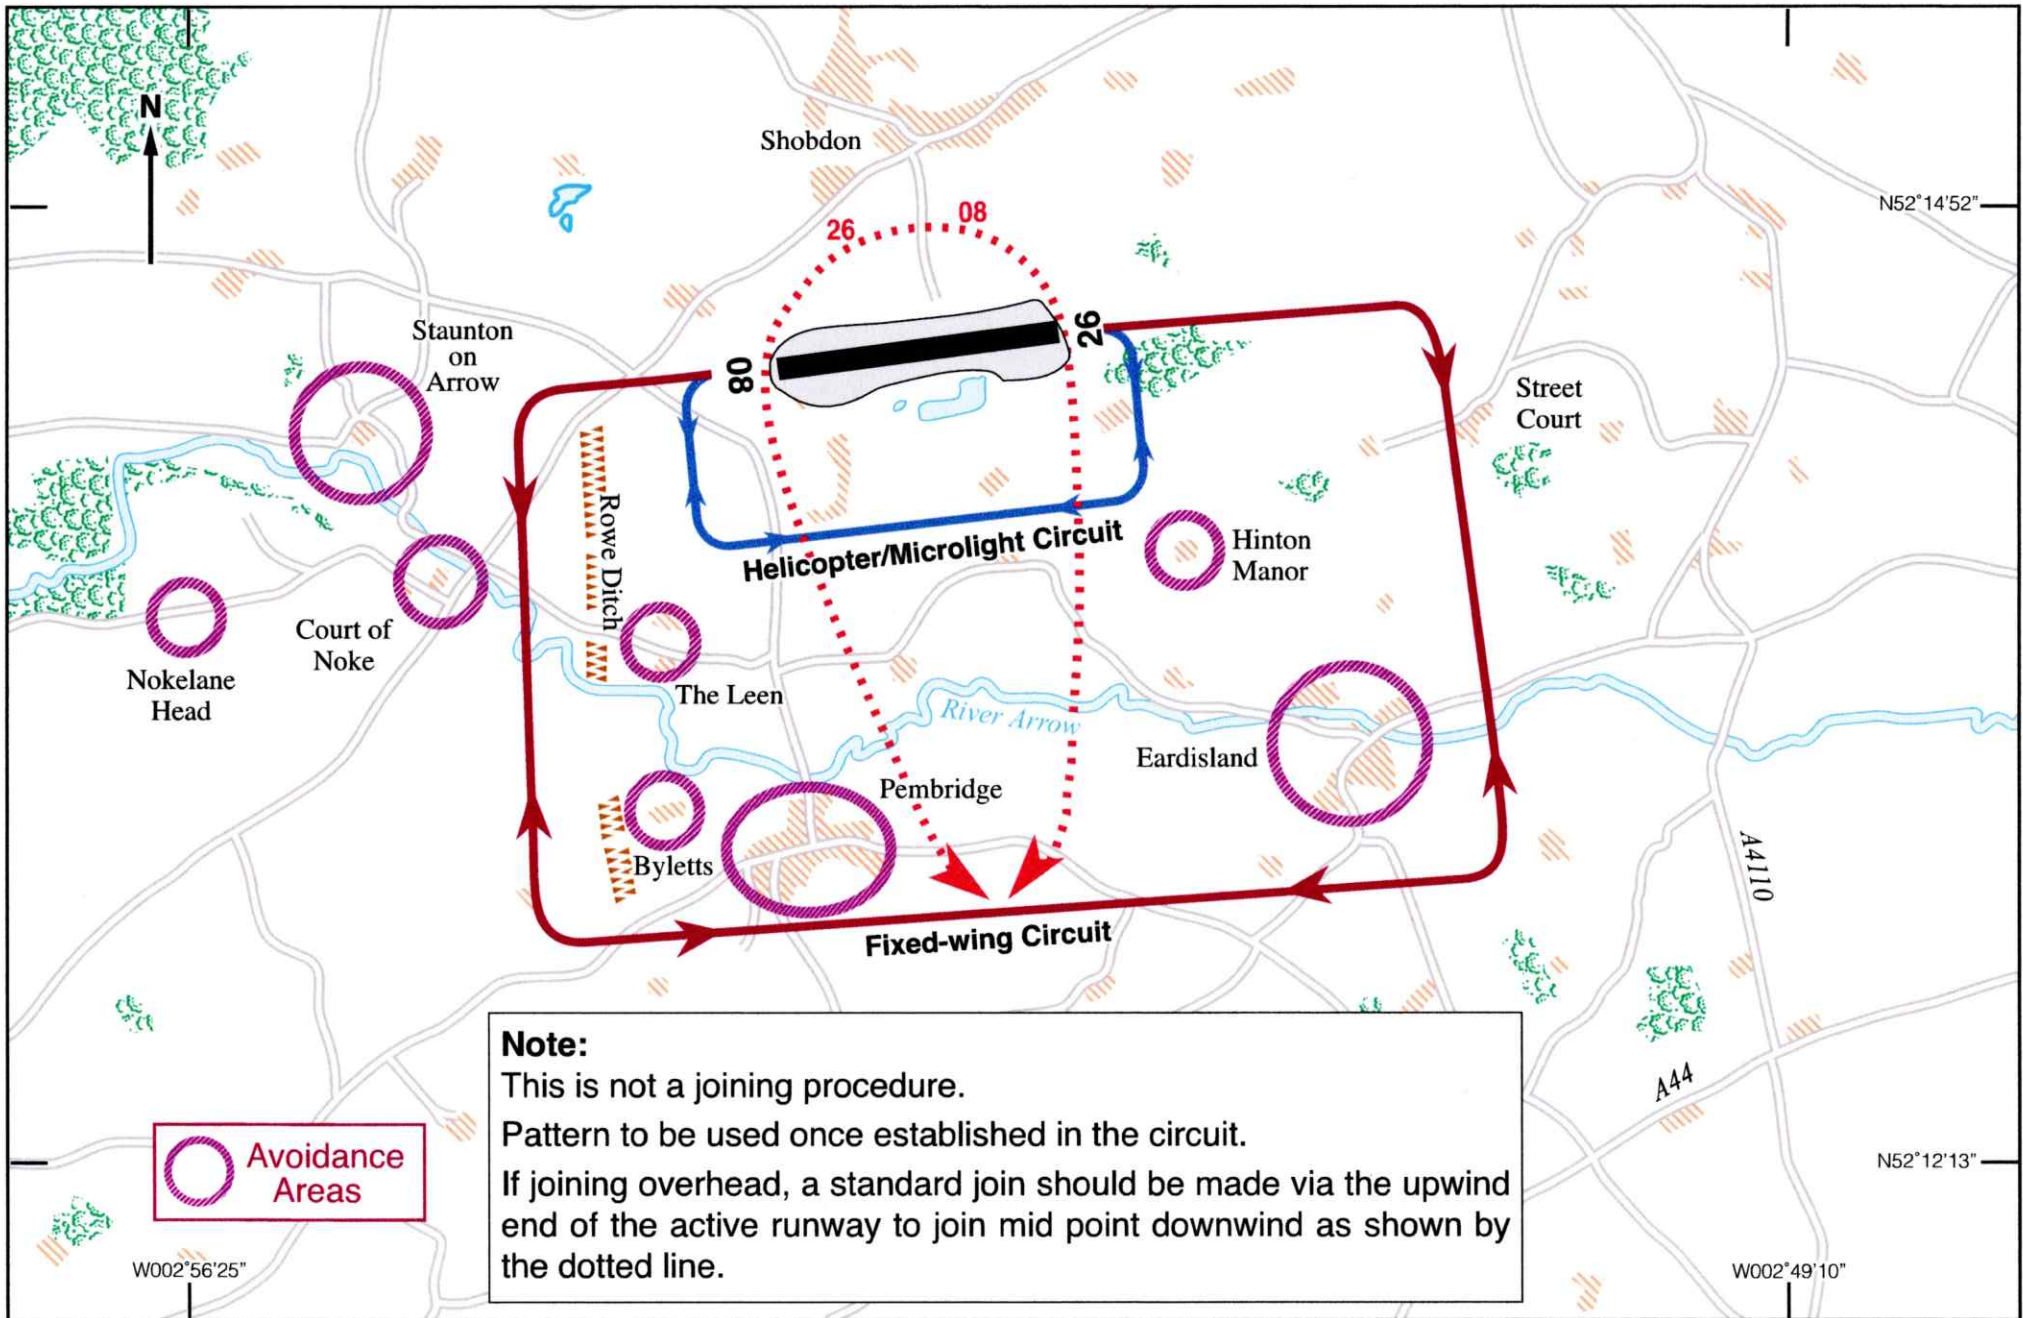 N
Shobdon
N52°14'52"
26
08
Staunton
on
Arrow
26
08
Street
Court
Rowe Ditch
Helicopter/Microlight Circuit
Hinton
Manor
Court of
Noke
Nokelane
Head
The Leen
River Arrow
Eardisland
Pembridge
Byletts
A4110
Fixed-wing Circuit
Note:
This is not a joining procedure.
Pattern to be used once established in the circuit.
If joining overhead, a standard join should be made via the upwind
end of the active runway to join mid point downwind as shown by
the dotted line.
A44
Avoidance
Areas
N52°12'13"
W002°56'25"
W002°49'10"